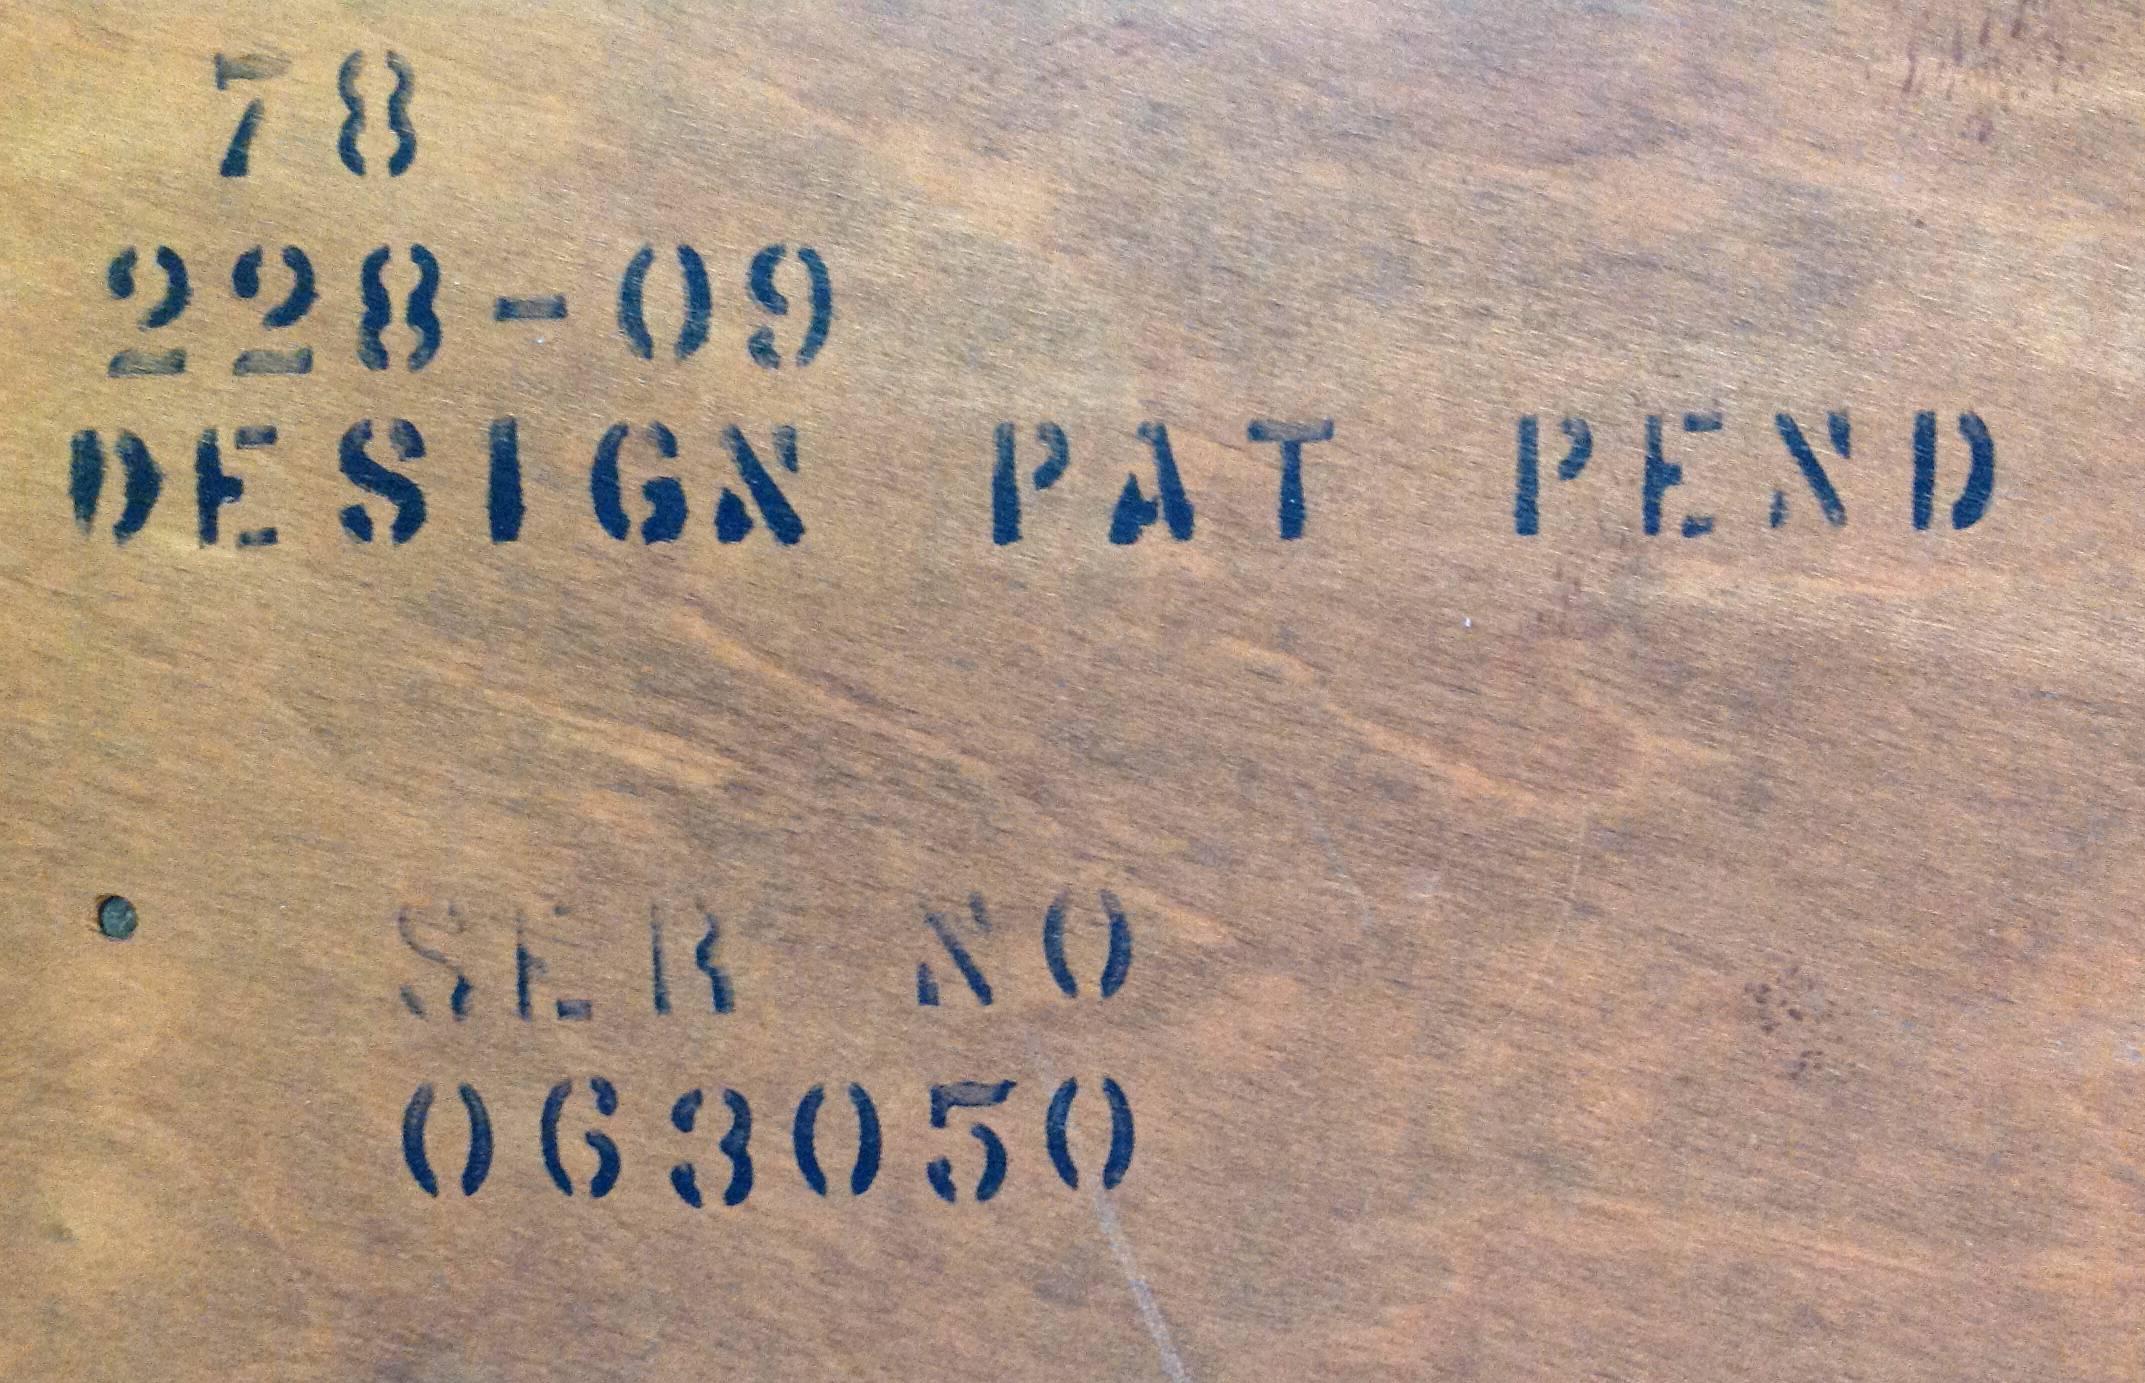 78
228-09
DESIGN PAT PEND
SER NO
063050